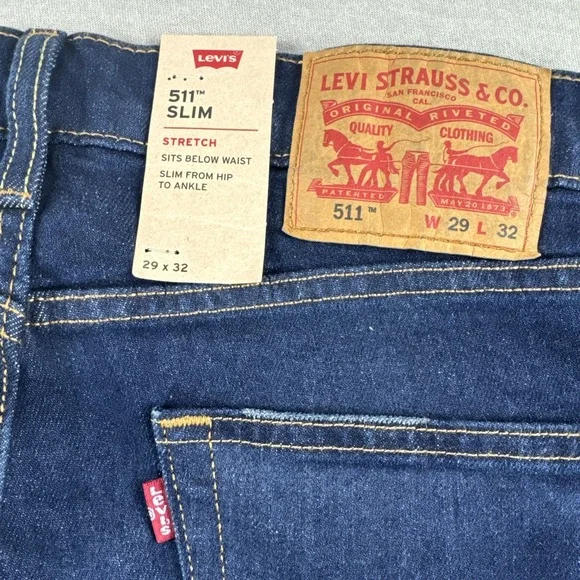 LEVI'S
511™
SLIM
STRETCH
SITS BELOW WAIST
SLIM FROM HIP
TO ANKLE
29 x 32
LEVI STRAUSS & CO.
SAN FRANCISCO
CAL.
ORIGINAL RIVETED
QUALITY CLOTHING
PATENTED MAY 20 1873
511™ W 29 L 32
LEVI'S
®